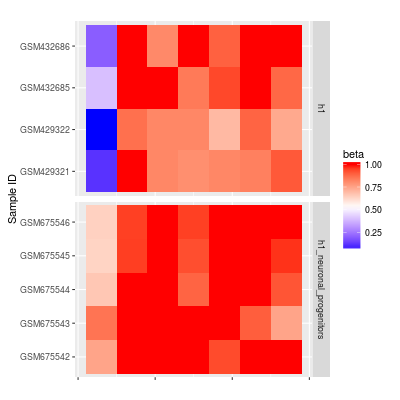 GSM432686
GSM432685
GSM429322
GSM429321
h1
GSM675546
GSM675545
GSM675544
GSM675543
GSM675542
h1_neuronal_progenitors
Sample ID
beta
1.00
0.75
0.50
0.25